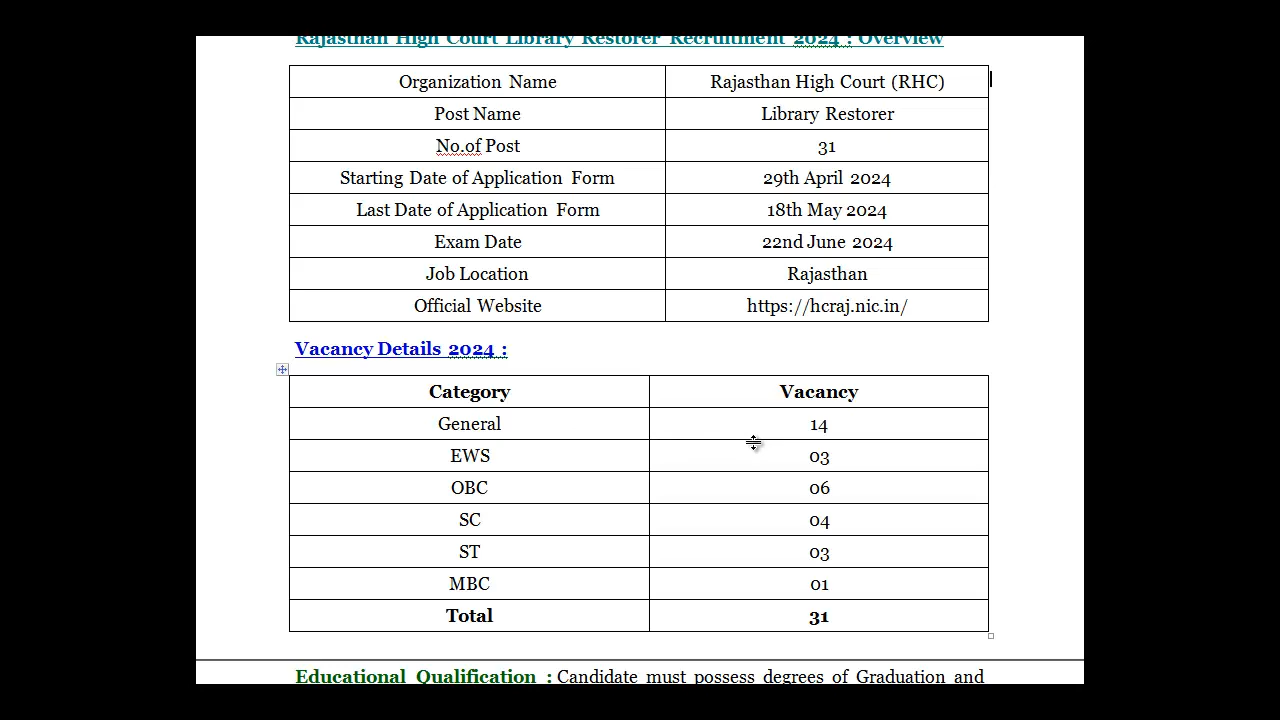 Rajasthan High Court Library Restorer Recruitment 2024 : Overview
Organization Name Rajasthan High Court (RHC)
Post Name Library Restorer
No.of Post 31
Starting Date of Application Form 29th April 2024
Last Date of Application Form 18th May 2024
Exam Date 22nd June 2024
Job Location Rajasthan
Official Website https://hcraj.nic.in/
Vacancy Details 2024 :
Category Vacancy
General 14
EWS 03
OBC 06
SC 04
ST 03
MBC 01
Total 31
Educational Qualification : Candidate must possess degrees of Graduation and